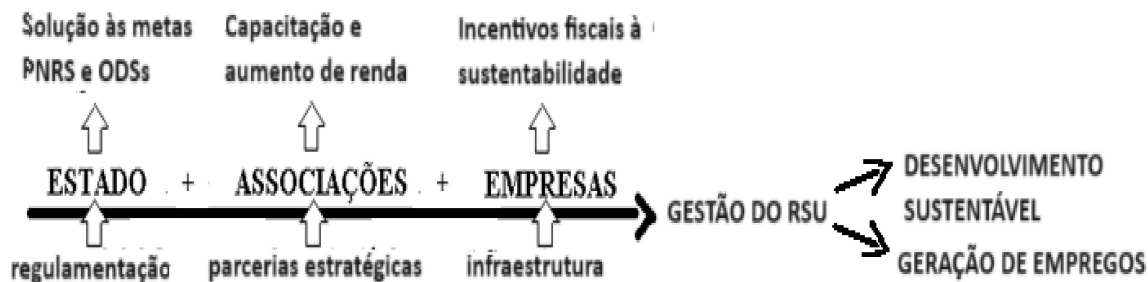 Solução às metas
PNRS e ODSs
Capacitação e
aumento de renda
Incentivos fiscais à
sustentabilidade
ESTADO + ASSOCIAÇÕES + EMPRESAS
regulamentação
parcerias estratégicas
infraestrutura
GESTÃO DO RSU
DESENVOLVIMENTO
SUSTENTÁVEL
GERAÇÃO DE EMPREGOS